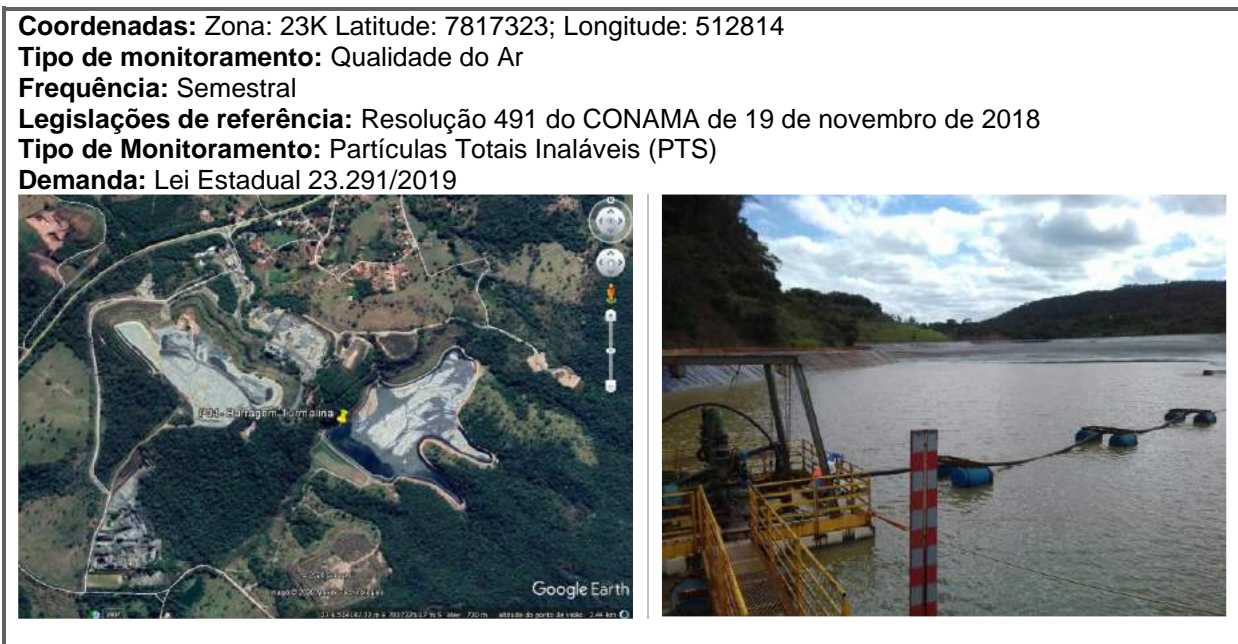 Coordenadas: Zona: 23K Latitude: 7817323; Longitude: 512814
Tipo de monitoramento: Qualidade do Ar
Frequência: Semestral
Legislações de referência: Resolução 491 do CONAMA de 19 de novembro de 2018
Tipo de Monitoramento: Partículas Totais Inaláveis (PTS)
Demanda: Lei Estadual 23.291/2019
Barragem Turmalina
Google Earth